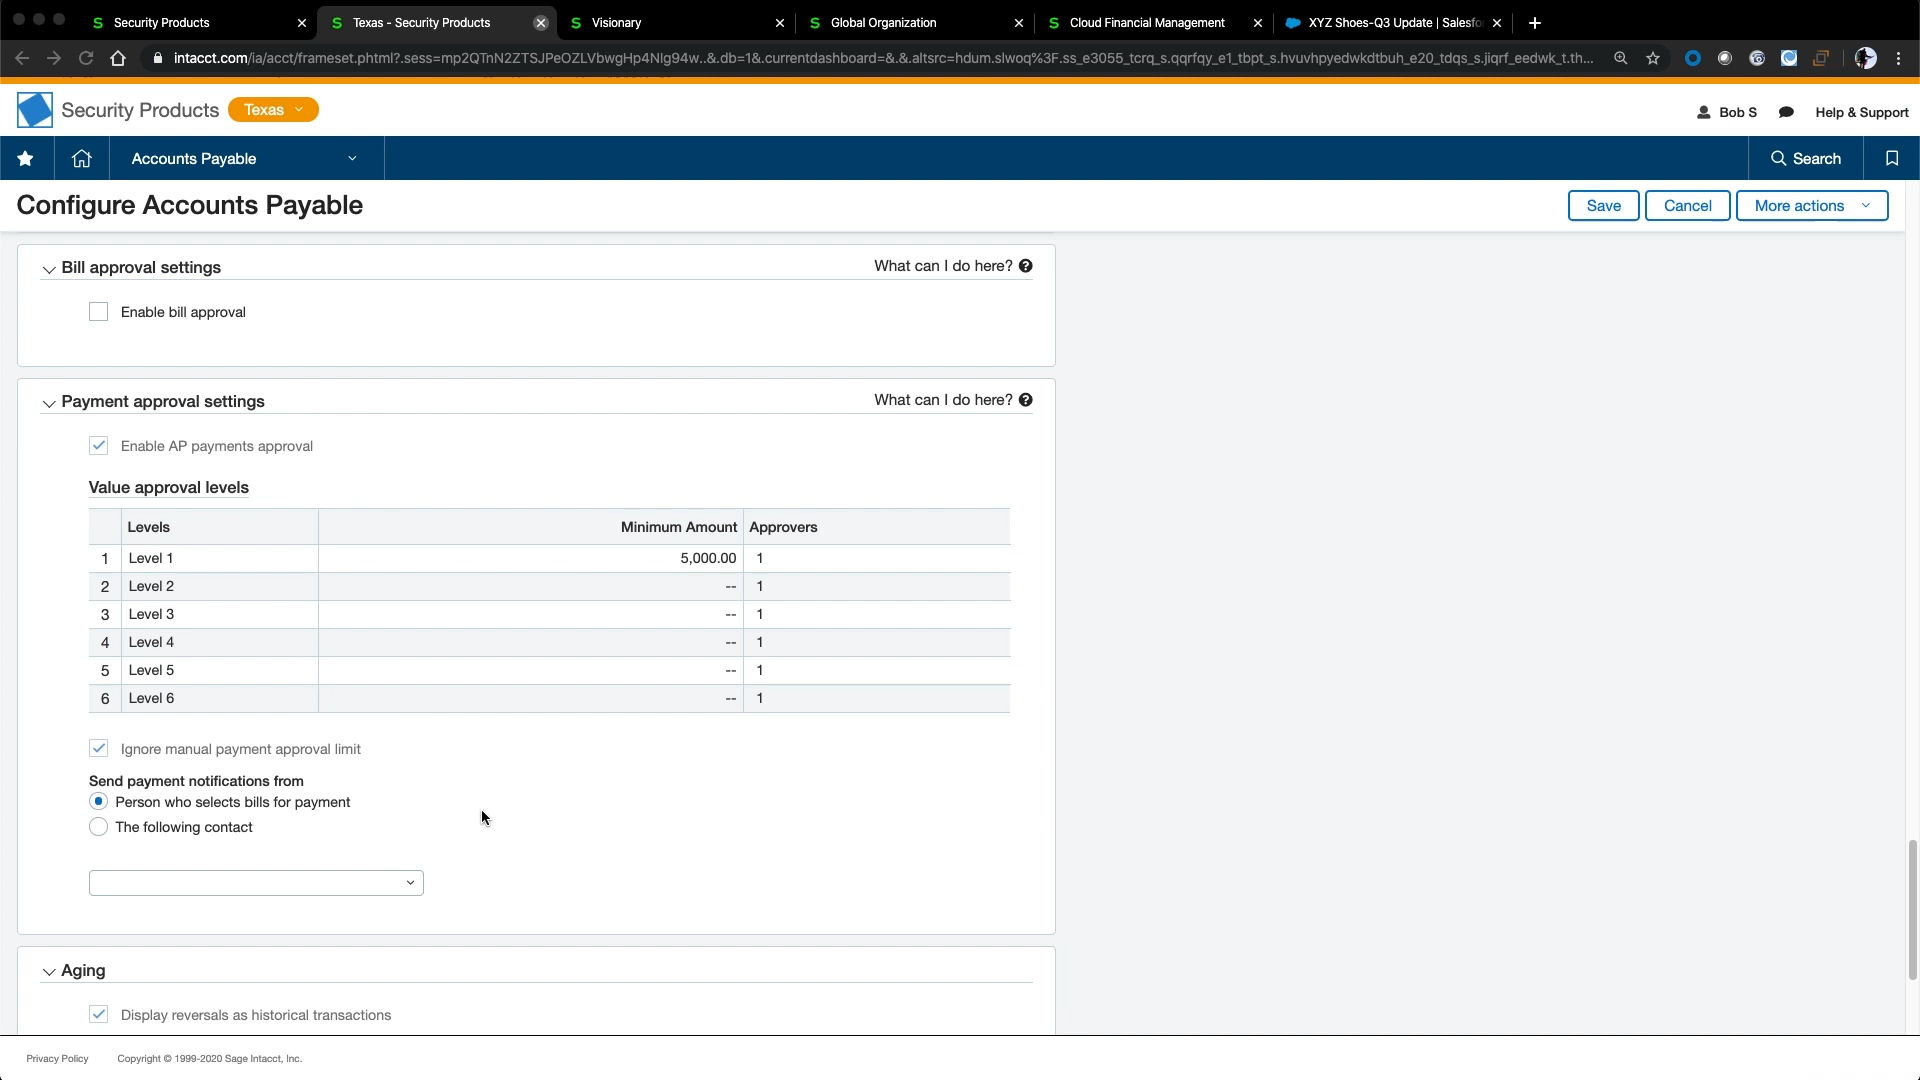 Security Products
Texas - Security Products
Visionary
Global Organization
Cloud Financial Management
XYZ Shoes-Q3 Update | Salesfo
Security Products
Texas
Bob S
Help & Support
Accounts Payable
Search
Configure Accounts Payable
Save
Cancel
More actions
Bill approval settings
What can I do here?
Enable bill approval
Payment approval settings
What can I do here?
Enable AP payments approval
Value approval levels
Levels Minimum Amount Approvers
1 Level 1 5,000.00 1
2 Level 2 -- 1
3 Level 3 -- 1
4 Level 4 -- 1
5 Level 5 -- 1
6 Level 6 -- 1
Ignore manual payment approval limit
Send payment notifications from
Person who selects bills for payment
The following contact
Aging
Display reversals as historical transactions
Privacy Policy
Copyright © 1999-2020 Sage Intacct, Inc.